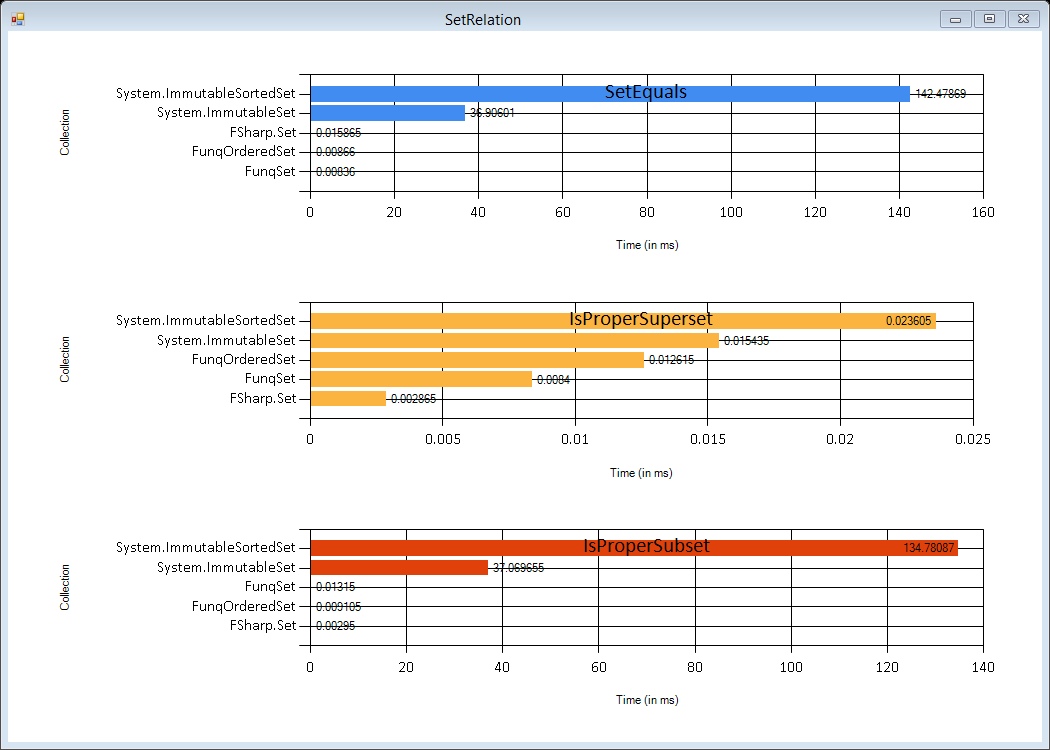 SetRelation
SetEquals
Collection
System.ImmutableSortedSet 142.47869
System.ImmutableSet 36.90601
FSharp.Set 0.015865
FunqOrderedSet 0.00866
FunqSet 0.00836
0 20 40 60 80 100 120 140 160
Time (in ms)
IsProperSuperset
Collection
System.ImmutableSortedSet 0.023605
System.ImmutableSet 0.015435
FunqOrderedSet 0.012615
FunqSet 0.0084
FSharp.Set 0.002865
0 0.005 0.01 0.015 0.02 0.025
Time (in ms)
IsProperSubset
Collection
System.ImmutableSortedSet 134.78087
System.ImmutableSet 37.069655
FunqSet 0.01315
FunqOrderedSet 0.009105
FSharp.Set 0.00295
0 20 40 60 80 100 120 140
Time (in ms)